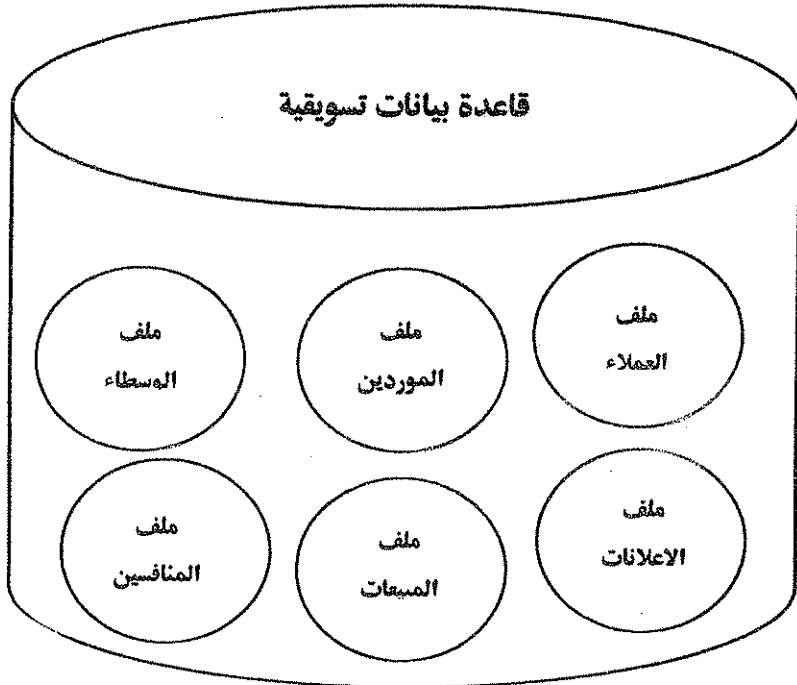 قاعدة بيانات تسويقية
ملف
العملاء
ملف
الموردين
ملف
الوسطاء
ملف
الاعلانات
ملف
المبيعات
ملف
المنافسين